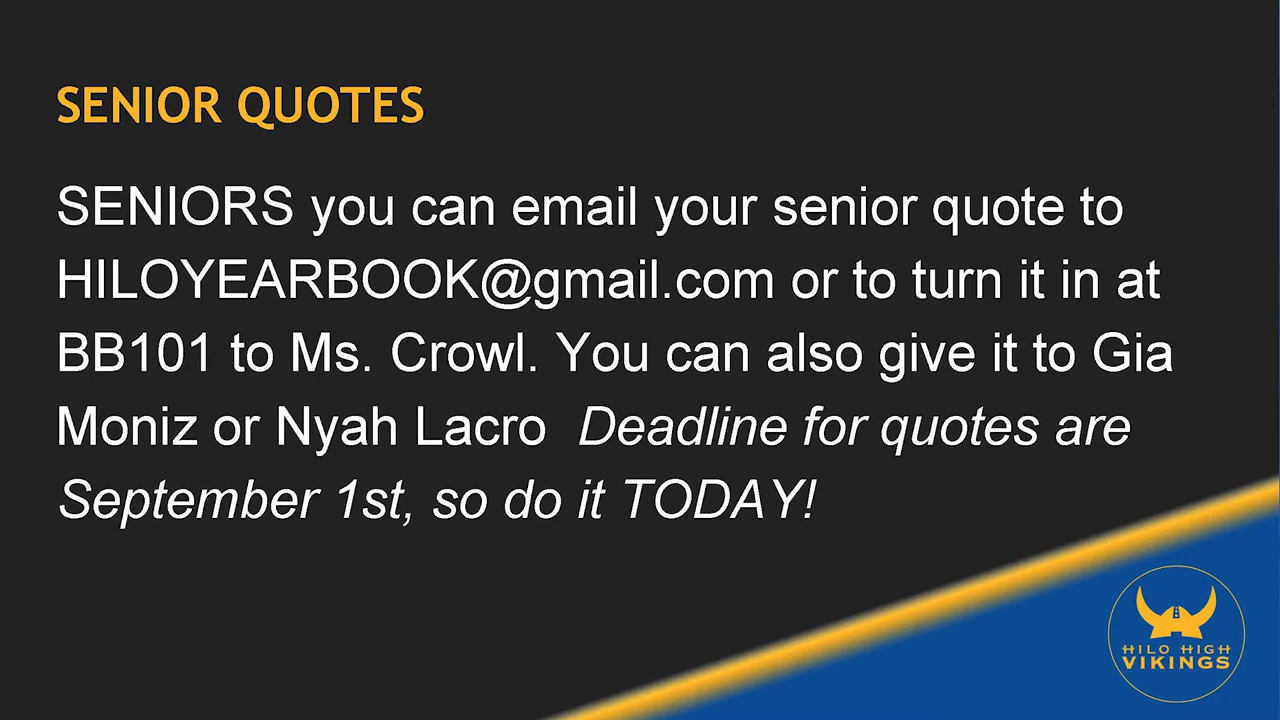 SENIOR QUOTES
SENIORS you can email your senior quote to
HILOYEARBOOK@gmail.com or to turn it in at
BB101 to Ms. Crowl. You can also give it to Gia
Moniz or Nyah Lacro  Deadline for quotes are
September 1st, so do it TODAY!
HILO HIGH
VIKINGS